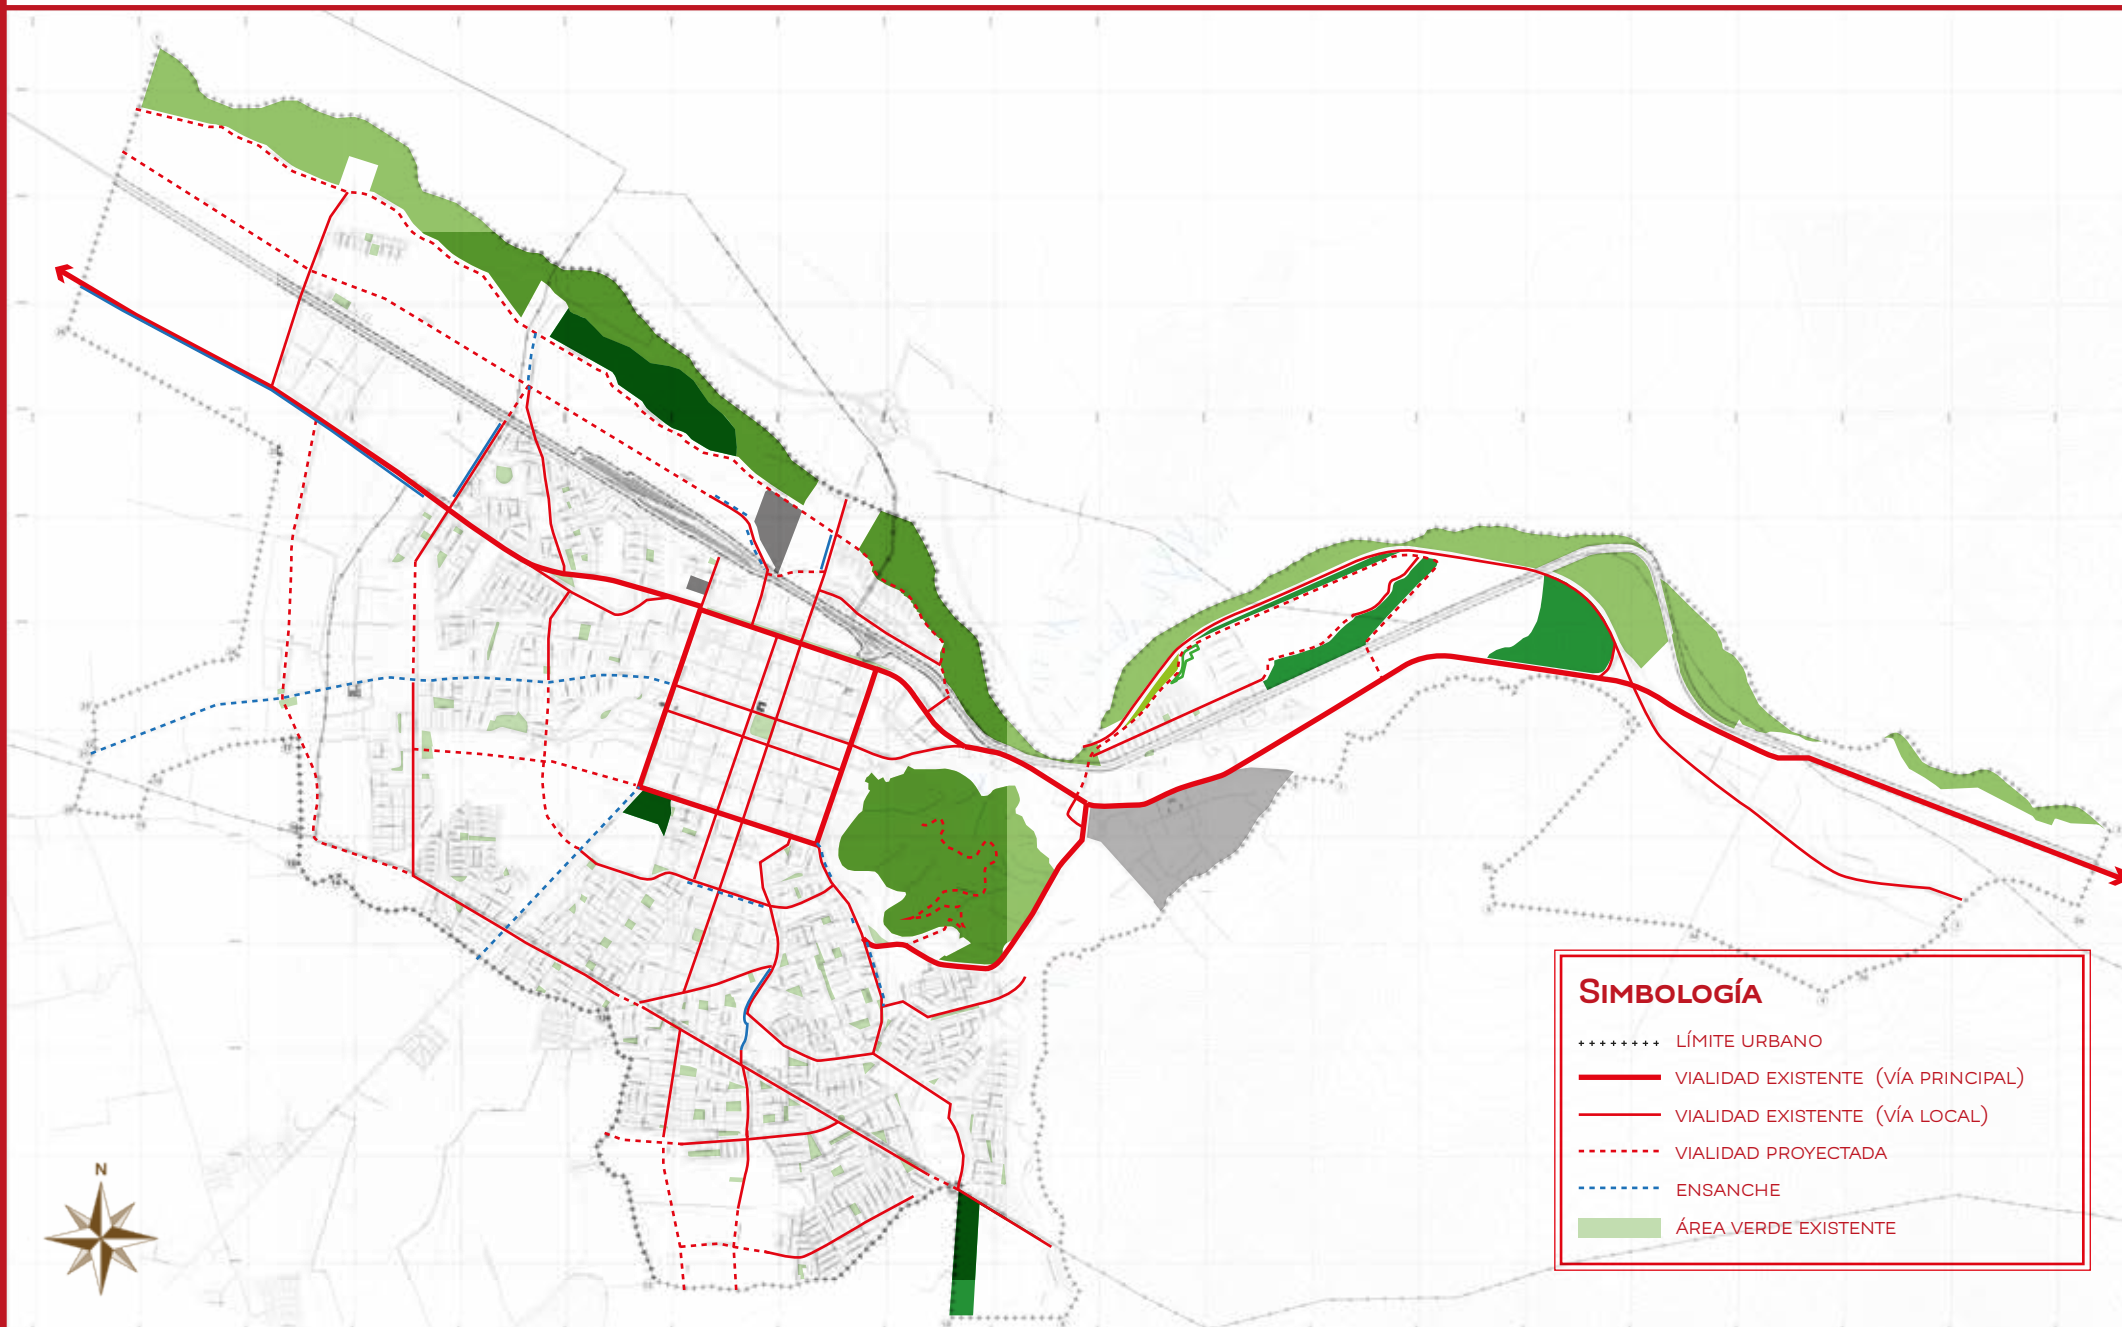 N
SIMBOLOGÍA
LÍMITE URBANO
VIALIDAD EXISTENTE (VÍA PRINCIPAL)
VIALIDAD EXISTENTE (VÍA LOCAL)
VIALIDAD PROYECTADA
ENSANCHE
ÁREA VERDE EXISTENTE